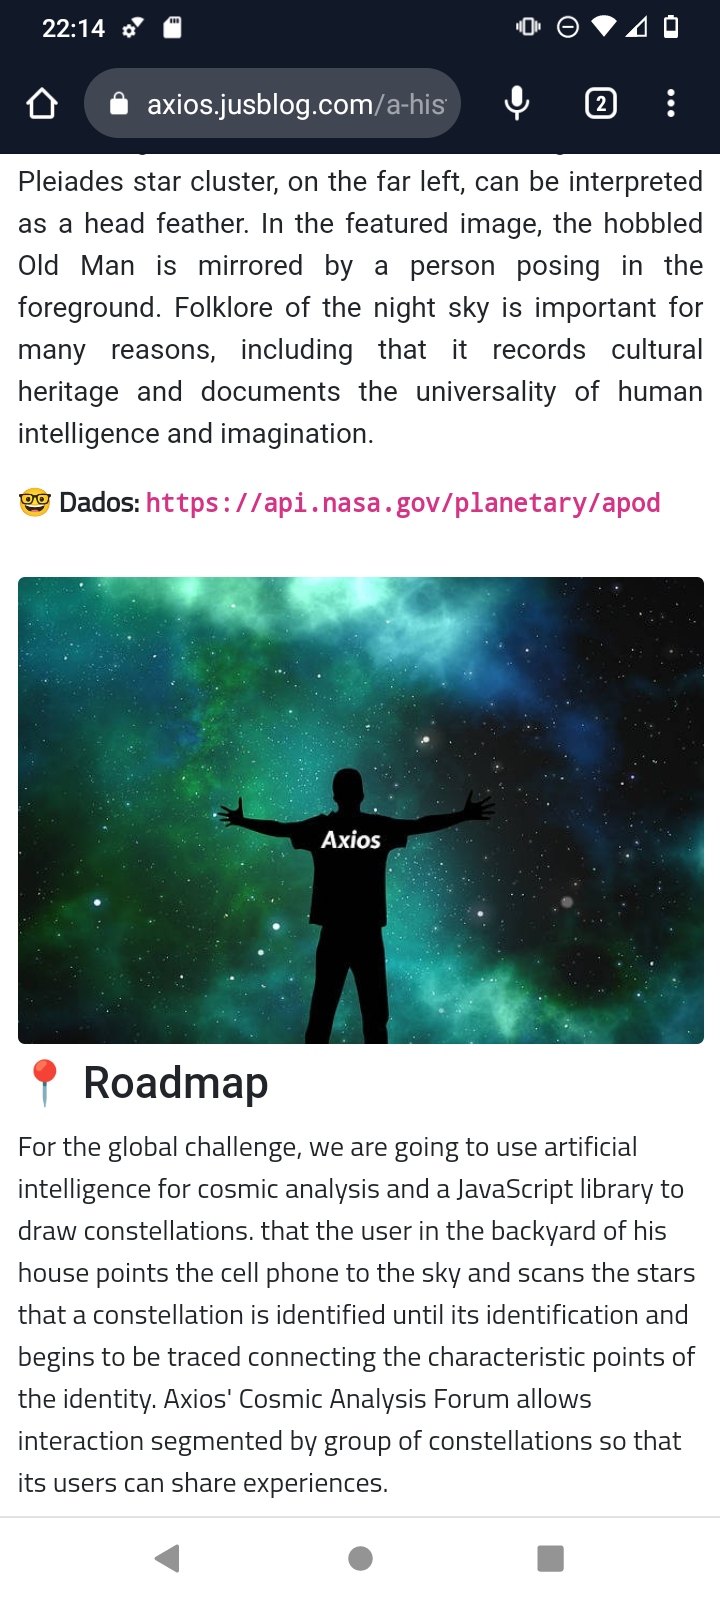 22:14
axios.jusblog.com/a-his
2
Pleiades star cluster, on the far left, can be interpreted
as a head feather. In the featured image, the hobbled
Old Man is mirrored by a person posing in the
foreground. Folklore of the night sky is important for
many reasons, including that it records cultural
heritage and documents the universality of human
intelligence and imagination.
🤓 Dados: https://api.nasa.gov/planetary/apod
Axios
📍 Roadmap
For the global challenge, we are going to use artificial
intelligence for cosmic analysis and a JavaScript library to
draw constellations. that the user in the backyard of his
house points the cell phone to the sky and scans the stars
that a constellation is identified until its identification and
begins to be traced connecting the characteristic points of
the identity. Axios' Cosmic Analysis Forum allows
interaction segmented by group of constellations so that
its users can share experiences.